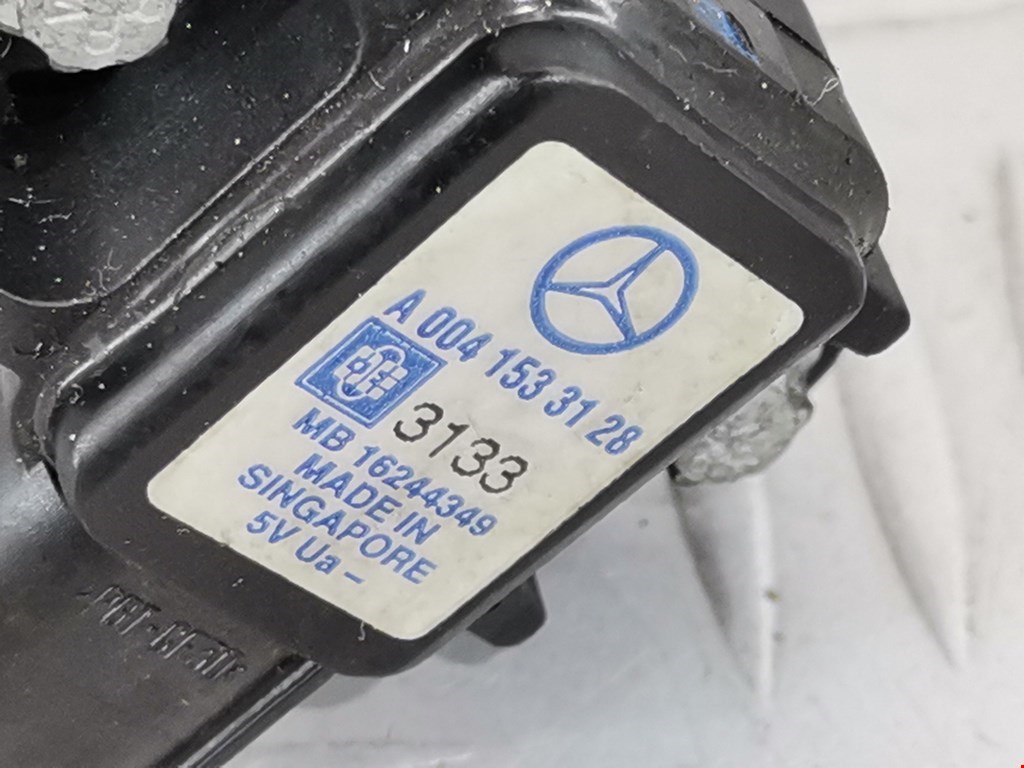 A 004 153 31 28
3133
MB 16244349
MADE IN
SINGAPORE
5V Ua –